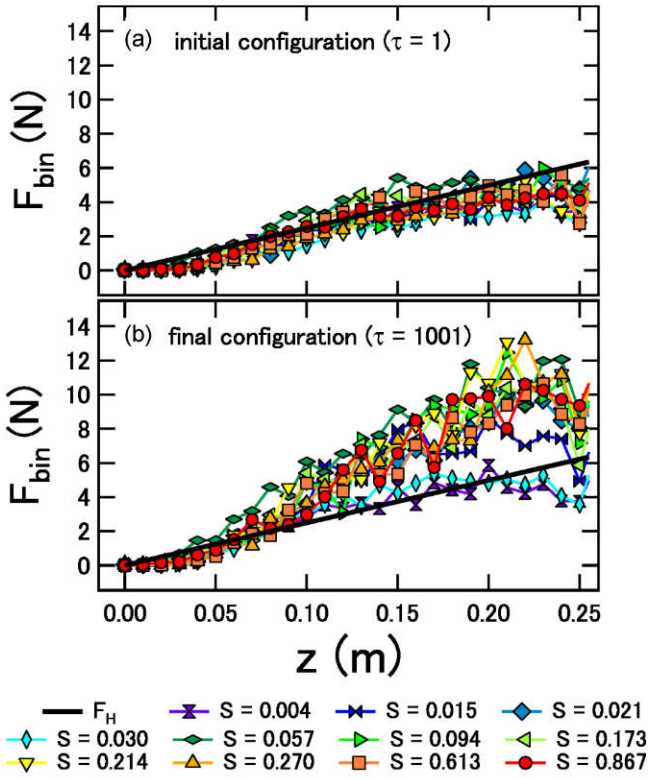 14
12
10
8
6
4
2
0
F_bin (N)
(a) initial configuration (τ = 1)
14
12
10
8
6
4
2
0
F_bin (N)
(b) final configuration (τ = 1001)
0.00 0.05 0.10 0.15 0.20 0.25
z (m)
F_H S = 0.004 S = 0.015 S = 0.021
S = 0.030 S = 0.057 S = 0.094 S = 0.173
S = 0.214 S = 0.270 S = 0.613 S = 0.867